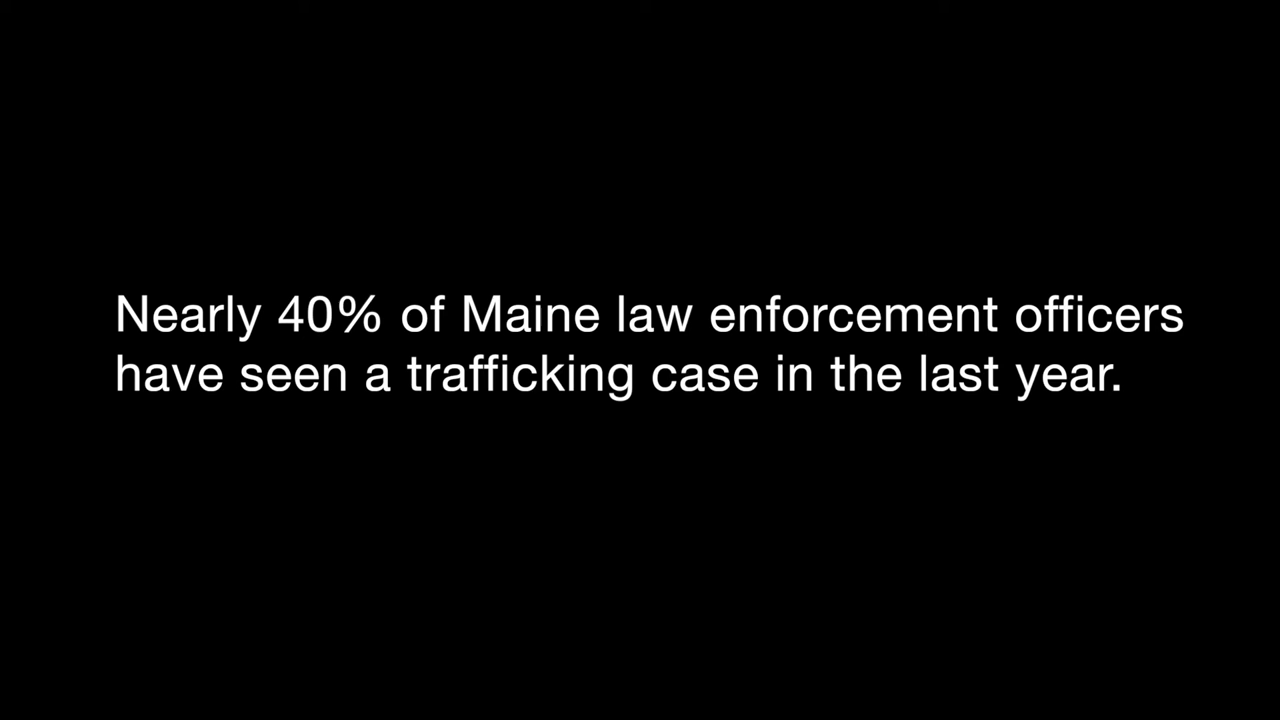 Nearly 40% of Maine law enforcement officers
have seen a trafficking case in the last year.